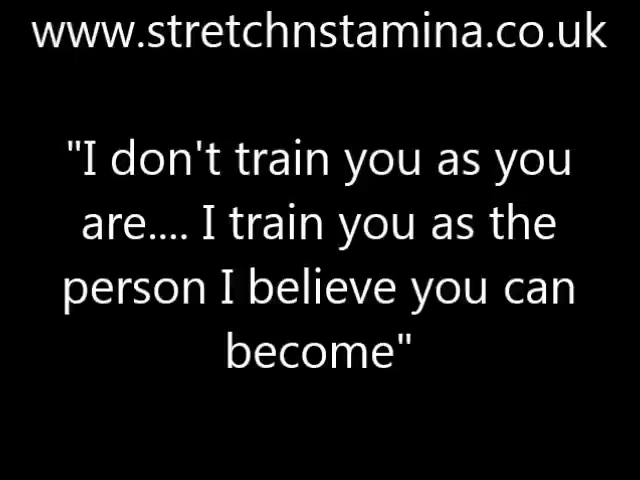 www.stretchnstamina.co.uk
"I don't train you as you
are.... I train you as the
person I believe you can
become"